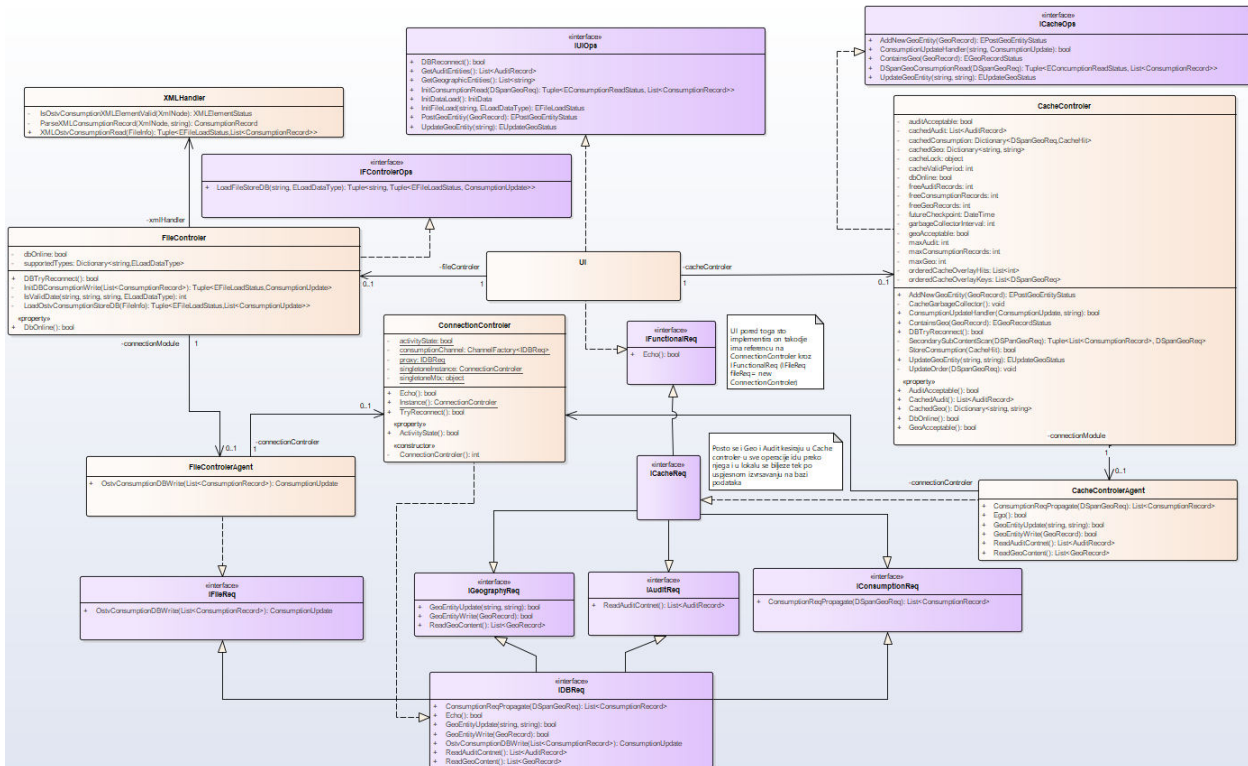 «interface»
IUIOps
+ DBReconnect(): bool
+ GetAuditEntities(): List<AuditRecord>
+ GetGeographicEntities(): List<string>
+ InitConsumptionRead(DSpanGeoReq): Tuple<EConcumptionReadStatus, List<ConsumptionRecord>>
+ InitDataLoad(): InitData
+ InitFileLoad(string, ELoadDataType): EFileLoadStatus
+ PostGeoEntity(GeoRecord): EPostGeoEntityStatus
+ UpdateGeoEntity(string): EUpdateGeoStatus
«interface»
ICacheOps
+ AddNewGeoEntity(GeoRecord): EPostGeoEntityStatus
+ ConsumptionUpdateHandler(string, ConsumptionUpdate): bool
+ ContainsGeo(GeoRecord): EGeoRecordStatus
+ DSpanGeoConsumptionRead(DSpanGeoReq): Tuple<EConcumptionReadStatus, List<ConsumptionRecord>>
+ UpdateGeoEntity(string, string): EUpdateGeoStatus
XMLHandler
- IsOstvConsumptionXMLElementValid(XmlNode): XMLElementStatus
- ParseXMLConsumptionRecord(XmlNode, string): ConsumptionRecord
+ XMLOstvConsumptionRead(FileInfo): Tuple<EFileLoadStatus,List<ConsumptionRecord>>
«interface»
IFControlerOps
+ LoadFileStoreDB(string, ELoadDataType): Tuple<string, Tuple<EFileLoadStatus, ConsumptionUpdate>>
-xmlHandler
FileControler
- dbOnline: bool
- supportedTypes: Dictionary<string,ELoadDataType>
+ DBTryReconnect(): bool
- InitDBConsumptionWrite(List<ConsumptionRecord>): Tuple<EFileLoadStatus,ConsumptionUpdate>
- IsValidDate(string, string, string, ELoadDataType): int
- LoadOstvConsumptionStoreDB(FileInfo): Tuple<EFileLoadStatus,List<ConsumptionUpdate>>
«property»
+ DbOnline(): bool
-connectionModule
1
0..1
0..1
-fileControler
1
UI
-cacheControler
1
0..1
CacheControler
- auditAcceptable: bool
- cachedAudit: List<AuditRecord>
- cachedConsumption: Dictionary<DSpanGeoReq,CacheHit>
- cachedGeo: Dictionary<string, string>
- cacheLock: object
- cacheValidPeriod: int
- dbOnline: bool
- freeAuditRecords: int
- freeConsumptionRecords: int
- freeGeoRecords: int
- futureCheckpoint: DateTime
- garbageCollectorInterval: int
- geoAcceptable: bool
- maxAudit: int
- maxConsumptionRecords: int
- maxGeo: int
- orderedCacheOverlayHits: List<int>
- orderedCacheOverlayKeys: List<DSpanGeoReq>
+ AddNewGeoEntity(GeoRecord): EPostGeoEntityStatus
- CacheGarbageCollector(): void
+ ConsumptionUpdateHandler(ConsumptionUpdate, string): bool
+ ContainsGeo(GeoRecord): EGeoRecordStatus
+ DBTryReconnect(): bool
- SecondarySubContentScan(DSPanGeoReq): Tuple<List<ConsumptionRecord>, DSpanGeoReq>
- StoreConsumption(CacheHit): bool
+ UpdateGeoEntity(string, string): EUpdateGeoStatus
- UpdateOrder(DSpanGeoReq): void
«property»
+ AuditAcceptable(): bool
+ CachedAudit(): List<AuditRecord>
+ CachedGeo(): Dictionary<string, string>
+ DbOnline(): bool
+ GeoAcceptable(): bool
-connectionModule
1
0..1
ConnectionControler
- activityState: bool
- consumptionChannel: ChannelFactory<IDBReq>
- proxy: IDBReq
- singletoneInstance: ConnectionControler
- singletoneMtx: object
+ Echo(): bool
+ Instance(): ConnectionControler
+ TryReconnect(): bool
«property»
+ ActivityState(): bool
«constructor»
- ConnectionControler(): int
0..1
0..1
«interface»
IFunctionalReq
+ Echo(): bool
UI pored toga sto
implementira on takodje
ima referencu na
ConnectionControler kroz
IFunctionalReq (IFileReq
fileReq= new
ConnectionControler)
Posto se i Geo i Audit kesiraju u Cache
controler-u sve operacije idu preko
njega i u lokalu se biljeze tek po
uspjesnom izvrsavanju na bazi
podataka
FileControlerAgent
+ OstvConsumptionDBWrite(List<ConsumptionRecord>): ConsumptionUpdate
-connectionControler
1
«interface»
ICacheReq
-connectionControler
1
CacheControlerAgent
+ ConsumptionReqPropagate(DSpanGeoReq): List<ConsumptionRecord>
+ Ego(): bool
+ GeoEntityUpdate(string, string): bool
+ GeoEntityWrite(GeoRecord): bool
+ ReadAuditContnet(): List<AuditRecord>
+ ReadGeoContent(): List<GeoRecord>
«interface»
IFileReq
+ OstvConsumptionDBWrite(List<ConsumptionRecord>): ConsumptionUpdate
«interface»
IGeographyReq
+ GeoEntityUpdate(string, string): bool
+ GeoEntityWrite(GeoRecord): bool
+ ReadGeoContent(): List<GeoRecord>
«interface»
IAuditReq
+ ReadAuditContnet(): List<AuditRecord>
«interface»
IConsumptionReq
+ ConsumptionReqPropagate(DSpanGeoReq): List<ConsumptionRecord>
«interface»
IDBReq
+ ConsumptionReqPropagate(DSpanGeoReq): List<ConsumptionRecord>
+ Echo(): bool
+ GeoEntityUpdate(string, string): bool
+ GeoEntityWrite(GeoRecord): bool
+ OstvConsumptionDBWrite(List<ConsumptionRecord>): ConsumptionUpdate
+ ReadAuditContnet(): List<AuditRecord>
+ ReadGeoContent(): List<GeoRecord>